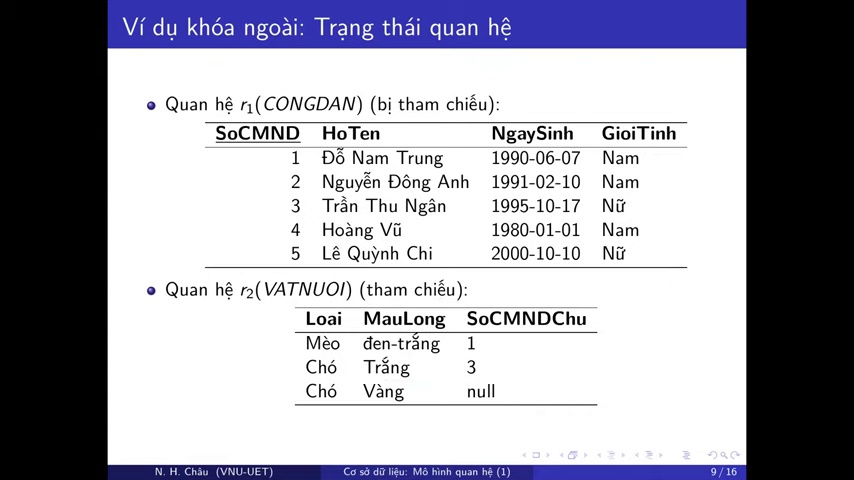 Ví dụ khóa ngoài: Trạng thái quan hệ
Quan hệ r1(CONGDAN) (bị tham chiếu):
SoCMND HoTen NgaySinh GioiTinh
1 Đỗ Nam Trung 1990-06-07 Nam
2 Nguyễn Đông Anh 1991-02-10 Nam
3 Trần Thu Ngân 1995-10-17 Nữ
4 Hoàng Vũ 1980-01-01 Nam
5 Lê Quỳnh Chi 2000-10-10 Nữ
Quan hệ r2(VATNUOI) (tham chiếu):
Loai MauLong SoCMNDChu
Mèo đen-trắng 1
Chó Trắng 3
Chó Vàng null
N. H. Châu (VNU-UET) Cơ sở dữ liệu: Mô hình quan hệ (1) 9 / 16